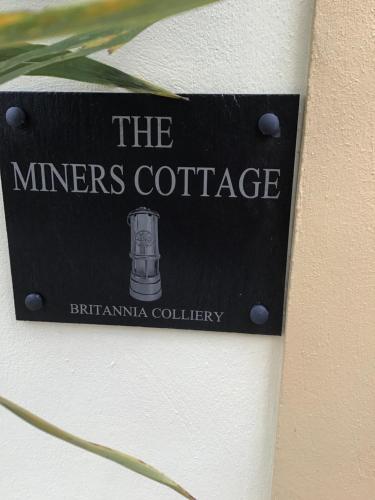 THE
MINERS COTTAGE
BRITANNIA COLLIERY